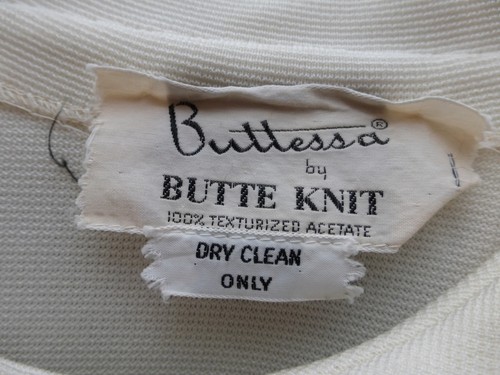 Buttessa®
by
BUTTE KNIT
100% TEXTURIZED ACETATE
DRY CLEAN
ONLY